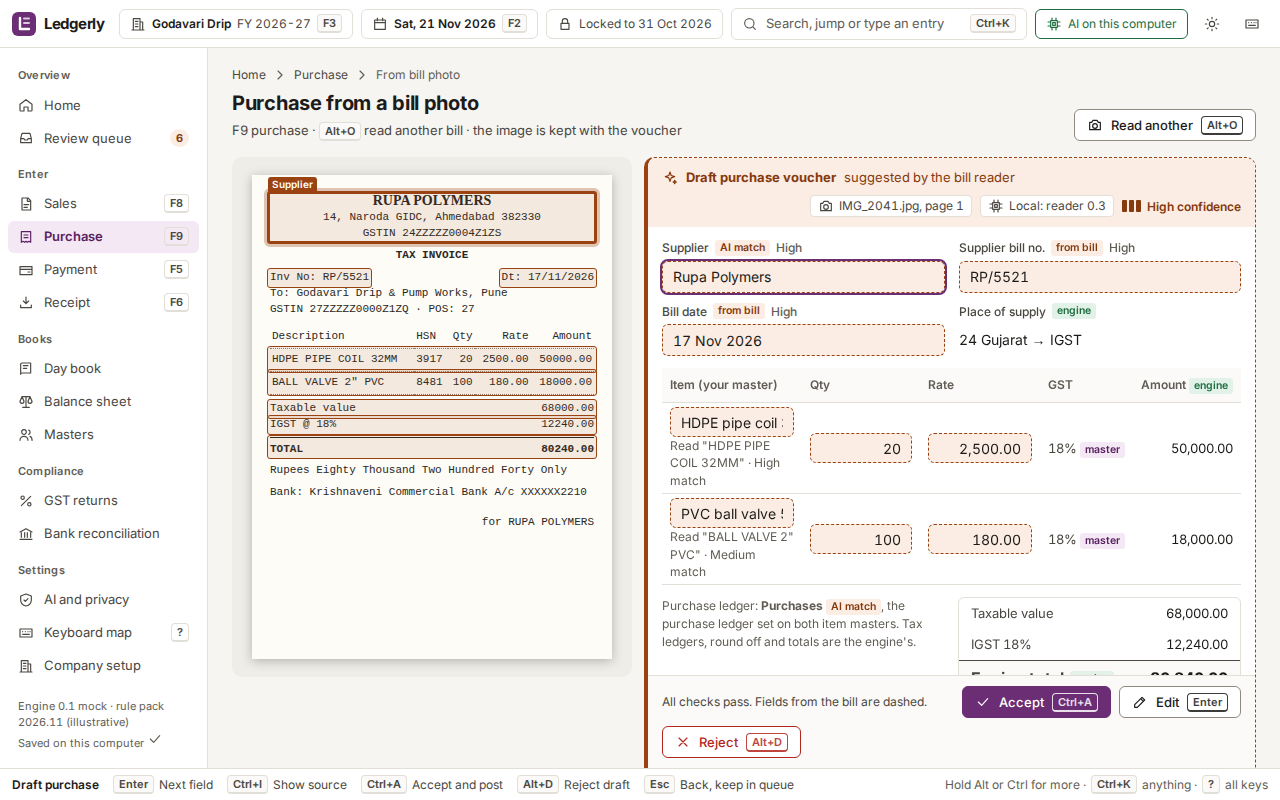 Ledgerly
Godavari Drip FY 2026-27 F3
Sat, 21 Nov 2026 F2
Locked to 31 Oct 2026
Search, jump or type an entry Ctrl+K
AI on this computer
Overview
Home
Review queue 6
Enter
Sales F8
Purchase F9
Payment F5
Receipt F6
Books
Day book
Balance sheet
Masters
Compliance
GST returns
Bank reconciliation
Settings
AI and privacy
Keyboard map ?
Company setup
Engine 0.1 mock · rule pack
2026.11 (illustrative)
Saved on this computer
Home > Purchase > From bill photo
Purchase from a bill photo
F9 purchase · Alt+O read another bill · the image is kept with the voucher
Read another Alt+O
Supplier
RUPA POLYMERS
14, Naroda GIDC, Ahmedabad 382330
GSTIN 24ZZZZZ0004Z1ZS
TAX INVOICE
Inv No: RP/5521 Dt: 17/11/2026
To: Godavari Drip & Pump Works, Pune
GSTIN 27ZZZZZ0000Z1ZQ · POS: 27
Description HSN Qty Rate Amount
HDPE PIPE COIL 32MM 3917 20 2500.00 50000.00
BALL VALVE 2" PVC 8481 100 180.00 18000.00
Taxable value 68000.00
IGST @ 18% 12240.00
TOTAL 80240.00
Rupees Eighty Thousand Two Hundred Forty Only
Bank: Krishnaveni Commercial Bank A/c XXXXXX2210
for RUPA POLYMERS
Draft purchase voucher suggested by the bill reader
IMG_2041.jpg, page 1 Local: reader 0.3 High confidence
Supplier AI match High
Rupa Polymers
Supplier bill no. from bill High
RP/5521
Bill date from bill High
17 Nov 2026
Place of supply engine
24 Gujarat → IGST
Item (your master) Qty Rate GST Amount engine
HDPE pipe coil 20 2,500.00 18% master 50,000.00
Read "HDPE PIPE
COIL 32MM" · High
match
PVC ball valve 100 180.00 18% master 18,000.00
Read "BALL VALVE 2"
PVC" · Medium
match
Purchase ledger: Purchases AI match, the
purchase ledger set on both item masters. Tax
ledgers, round off and totals are the engine's.
Taxable value 68,000.00
IGST 18% 12,240.00
All checks pass. Fields from the bill are dashed.
Accept Ctrl+A
Edit Enter
Reject Alt+D
Draft purchase Enter Next field Ctrl+I Show source Ctrl+A Accept and post Alt+D Reject draft Esc Back, keep in queue
Hold Alt or Ctrl for more · Ctrl+K anything · ? all keys